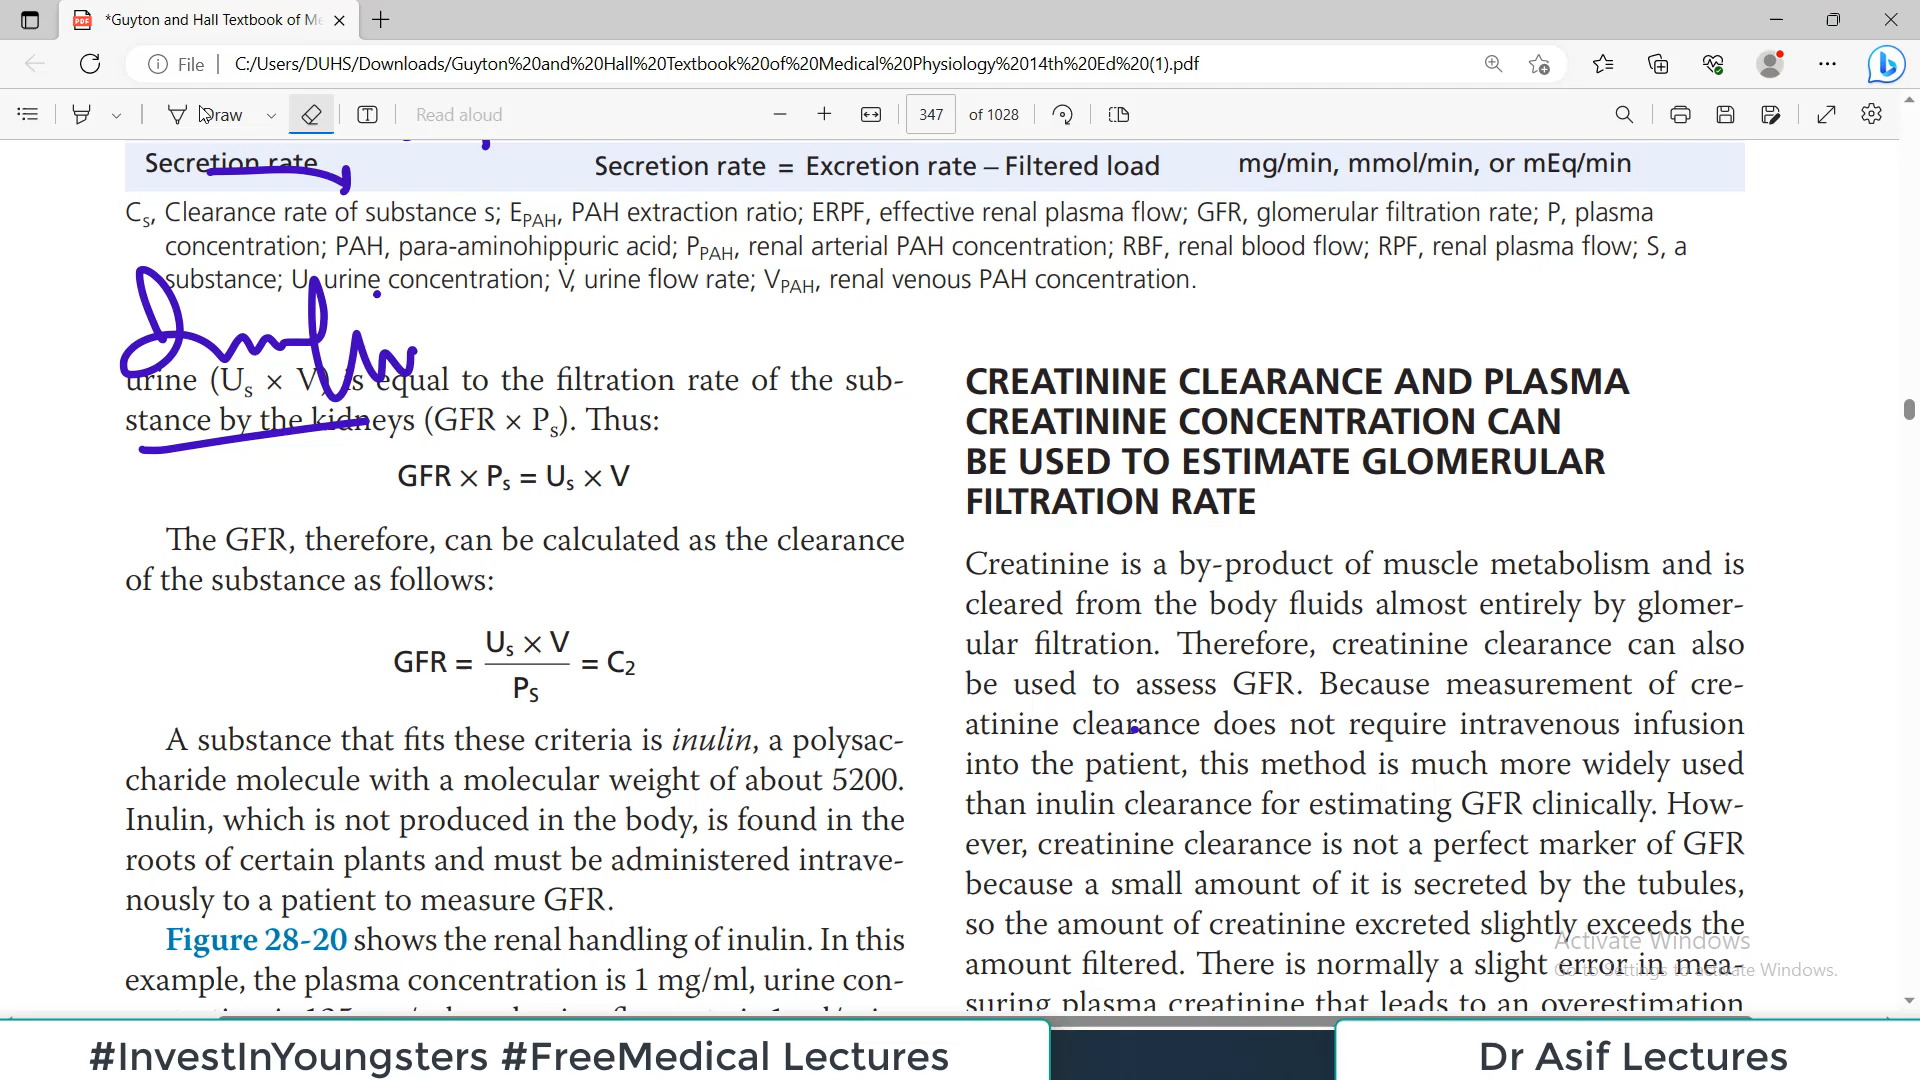 *Guyton and Hall Textbook of Me
File
C:/Users/DUHS/Downloads/Guyton%20and%20Hall%20Textbook%20of%20Medical%20Physiology%2014th%20Ed%20(1).pdf
Draw
Read aloud
347 of 1028
Secretion rate Secretion rate = Excretion rate – Filtered load mg/min, mmol/min, or mEq/min
Cs, Clearance rate of substance s; EPAH, PAH extraction ratio; ERPF, effective renal plasma flow; GFR, glomerular filtration rate; P, plasma
concentration; PAH, para-aminohippuric acid; PPAH, renal arterial PAH concentration; RBF, renal blood flow; RPF, renal plasma flow; S, a
substance; U, urine concentration; V̇, urine flow rate; VPAH, renal venous PAH concentration.
Inulin
urine (Us × V) is equal to the filtration rate of the sub-
stance by the kidneys (GFR × Ps). Thus:
GFR × Ps = Us × V
The GFR, therefore, can be calculated as the clearance
of the substance as follows:
GFR = Us × V / Ps = C2
A substance that fits these criteria is inulin, a polysac-
charide molecule with a molecular weight of about 5200.
Inulin, which is not produced in the body, is found in the
roots of certain plants and must be administered intrave-
nously to a patient to measure GFR.
Figure 28-20 shows the renal handling of inulin. In this
example, the plasma concentration is 1 mg/ml, urine con-
CREATININE CLEARANCE AND PLASMA
CREATININE CONCENTRATION CAN
BE USED TO ESTIMATE GLOMERULAR
FILTRATION RATE
Creatinine is a by-product of muscle metabolism and is
cleared from the body fluids almost entirely by glomer-
ular filtration. Therefore, creatinine clearance can also
be used to assess GFR. Because measurement of cre-
atinine clearance does not require intravenous infusion
into the patient, this method is much more widely used
than inulin clearance for estimating GFR clinically. How-
ever, creatinine clearance is not a perfect marker of GFR
because a small amount of it is secreted by the tubules,
so the amount of creatinine excreted slightly exceeds the
amount filtered. There is normally a slight error in mea-
suring plasma creatinine that leads to an overestimation
Activate Windows
Go to Settings to activate Windows.
#InvestInYoungsters #FreeMedical Lectures
Dr Asif Lectures